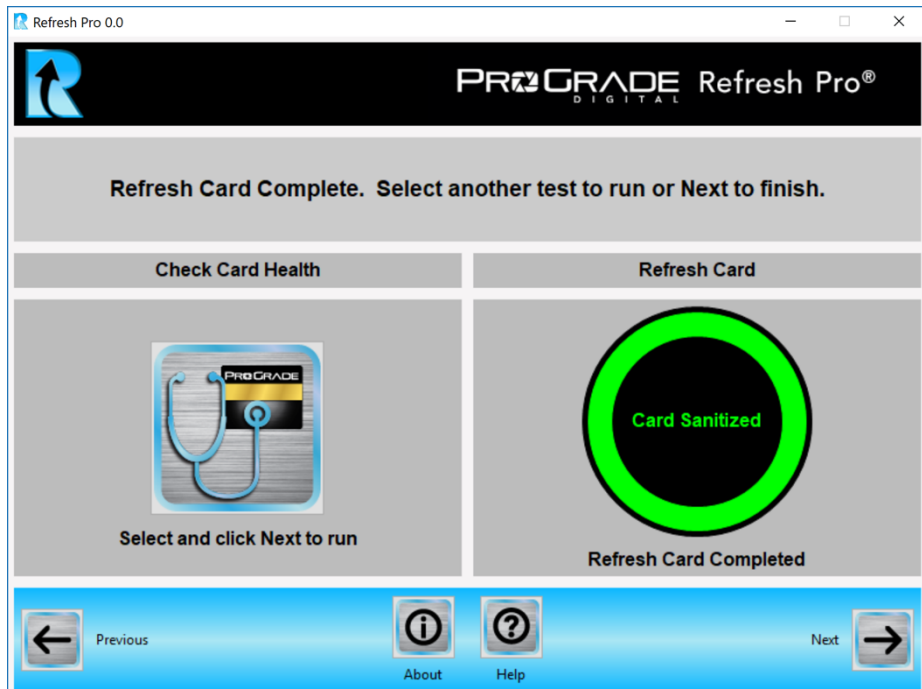 Refresh Pro 0.0
PROGRADE Refresh Pro®
DIGITAL
Refresh Card Complete.  Select another test to run or Next to finish.
Check Card Health
Refresh Card
PROGRADE
Card Sanitized
Select and click Next to run
Refresh Card Completed
Previous
Next
About
Help